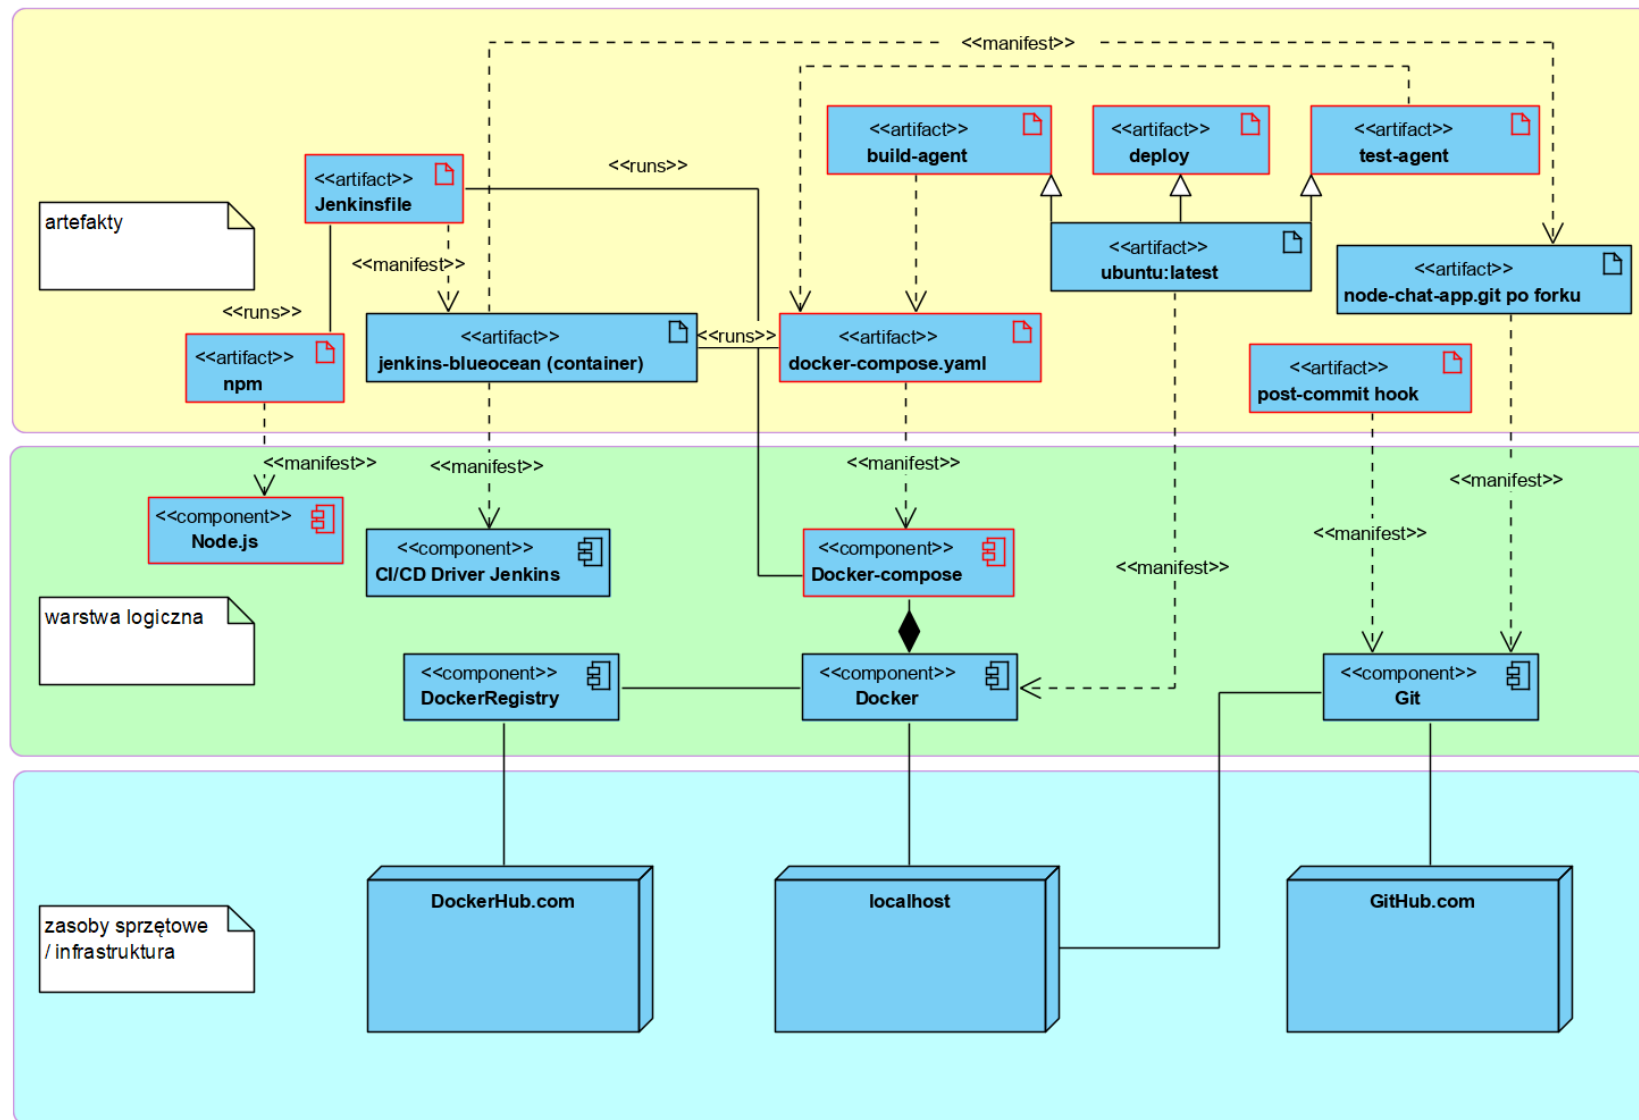 <<manifest>>
<<artifact>>
build-agent
<<artifact>>
deploy
<<artifact>>
test-agent
<<runs>>
<<artifact>>
Jenkinsfile
artefakty
<<artifact>>
ubuntu:latest
<<manifest>>
<<artifact>>
node-chat-app.git po forku
<<runs>>
<<artifact>>
npm
<<artifact>>
jenkins-blueocean (container)
<<runs>>
<<artifact>>
docker-compose.yaml
<<artifact>>
post-commit hook
<<manifest>>
<<manifest>>
<<manifest>>
<<manifest>>
<<component>>
Node.js
<<component>>
CI/CD Driver Jenkins
<<component>>
Docker-compose
<<manifest>>
<<manifest>>
warstwa logiczna
<<component>>
DockerRegistry
<<component>>
Docker
<<component>>
Git
DockerHub.com
localhost
GitHub.com
zasoby sprzętowe
/ infrastruktura